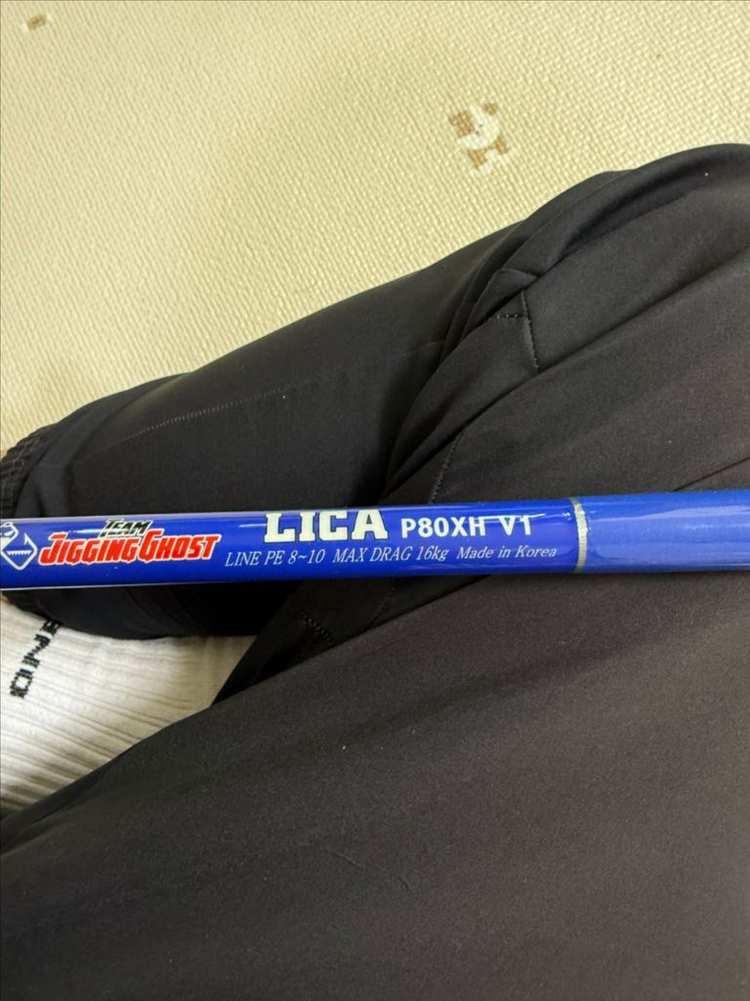 TEAM
JIGGING GHOST
LICA P80XH V1
LINE PE 8~10 MAX DRAG 16kg Made in Korea